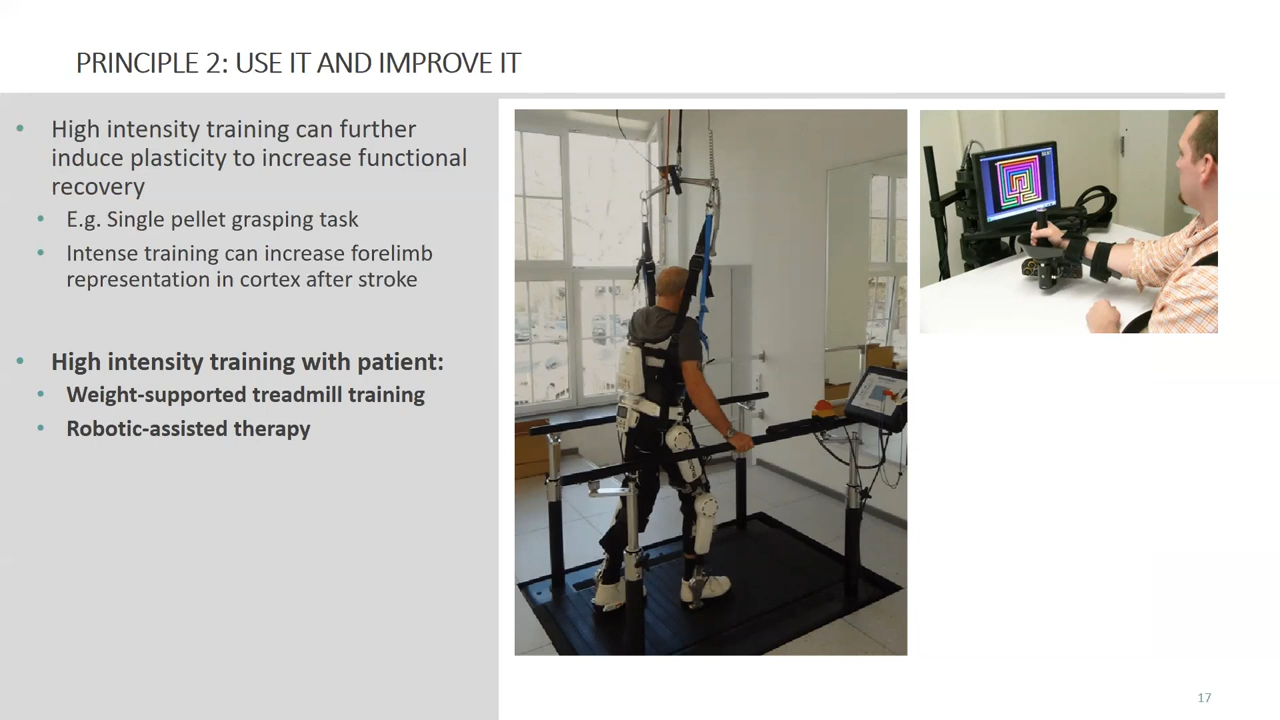 PRINCIPLE 2: USE IT AND IMPROVE IT
• High intensity training can further
induce plasticity to increase functional
recovery
• E.g. Single pellet grasping task
• Intense training can increase forelimb
representation in cortex after stroke
• High intensity training with patient:
• Weight-supported treadmill training
• Robotic-assisted therapy
17